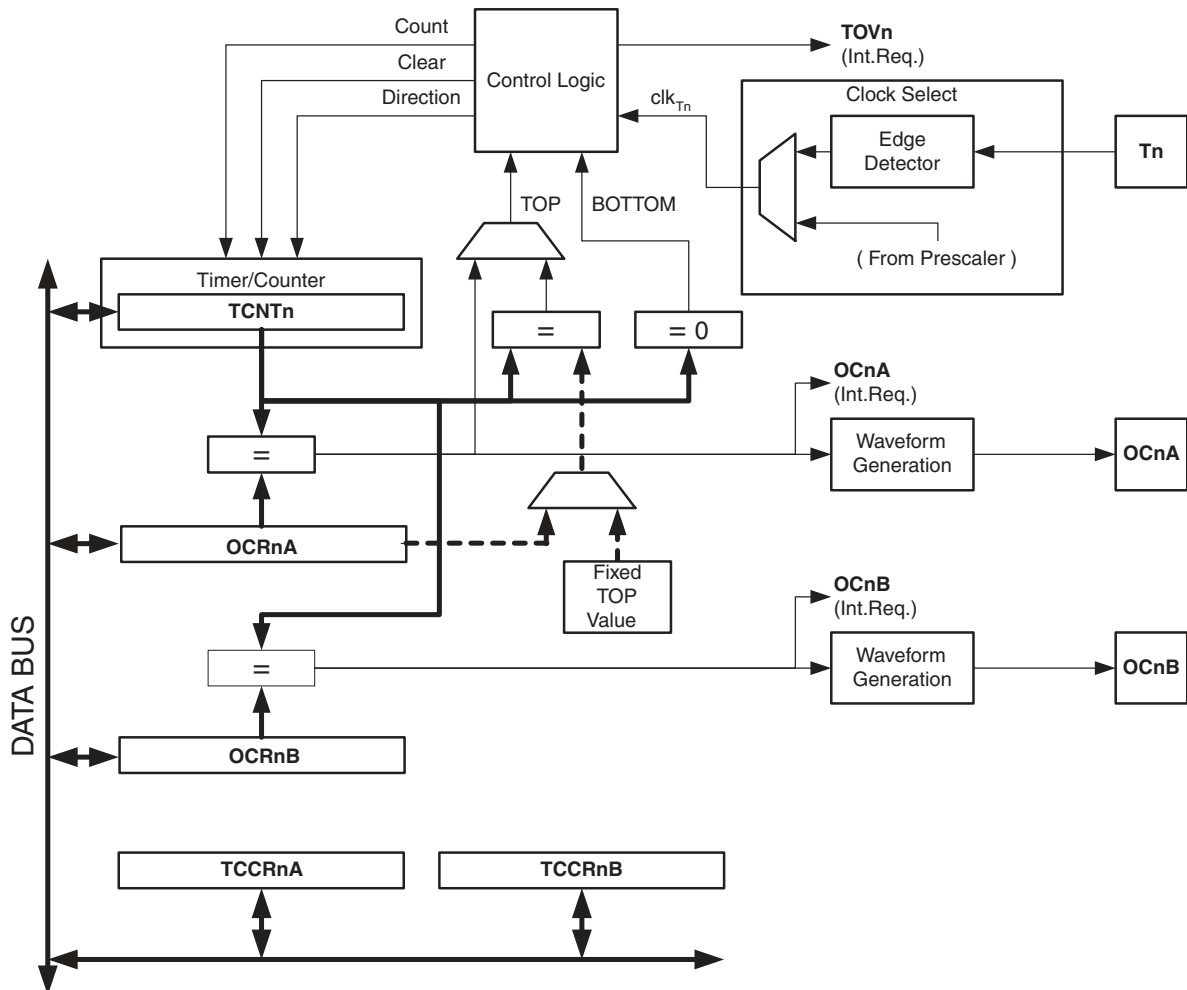 Count
Clear
Direction
Control Logic
TOVn
(Int.Req.)
clkTn
Clock Select
Edge
Detector
Tn
( From Prescaler )
TOP
BOTTOM
Timer/Counter
TCNTn
=
= 0
OCnA
(Int.Req.)
=
Waveform
Generation
OCnA
OCRnA
Fixed
TOP
Value
OCnB
(Int.Req.)
=
Waveform
Generation
OCnB
OCRnB
DATA BUS
TCCRnA
TCCRnB